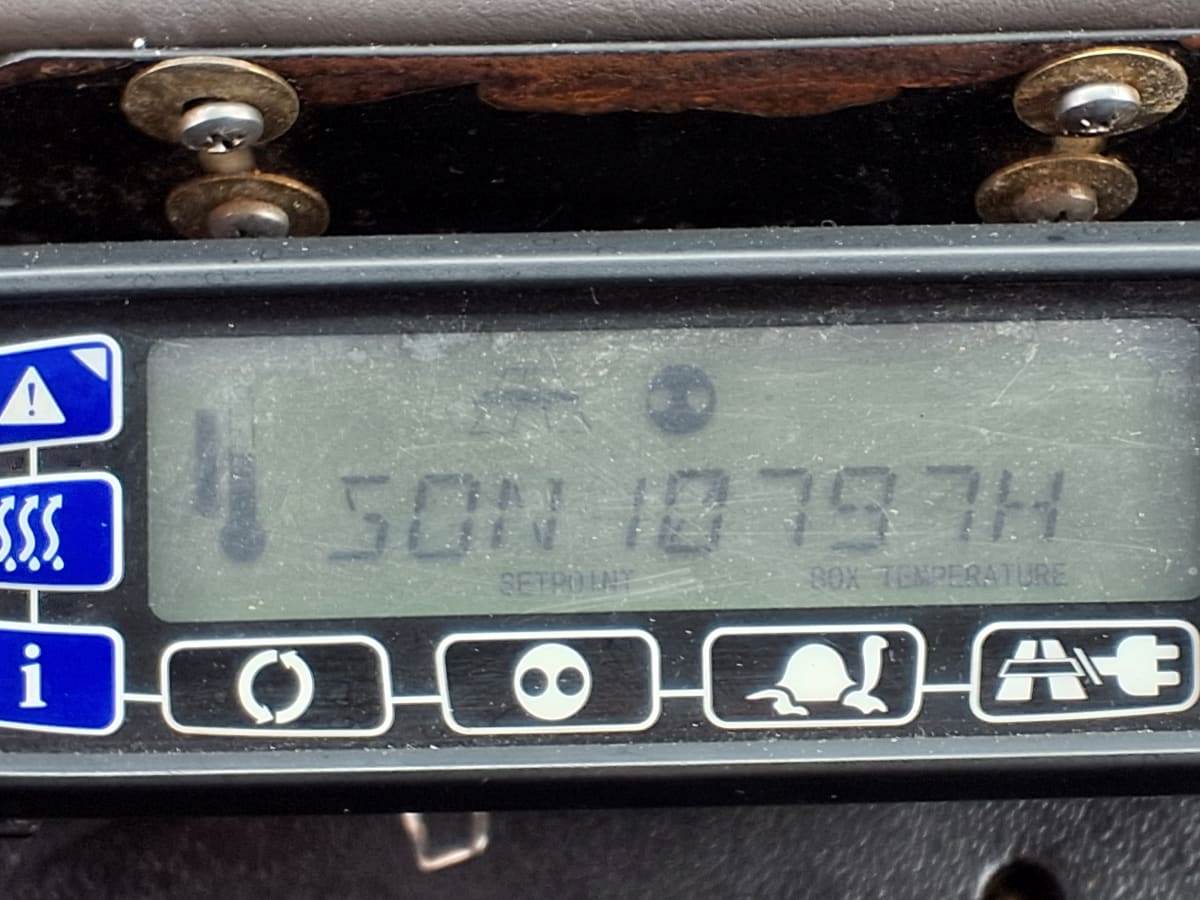 SON 10797H
SETPOINT BOX TEMPERATURE
i